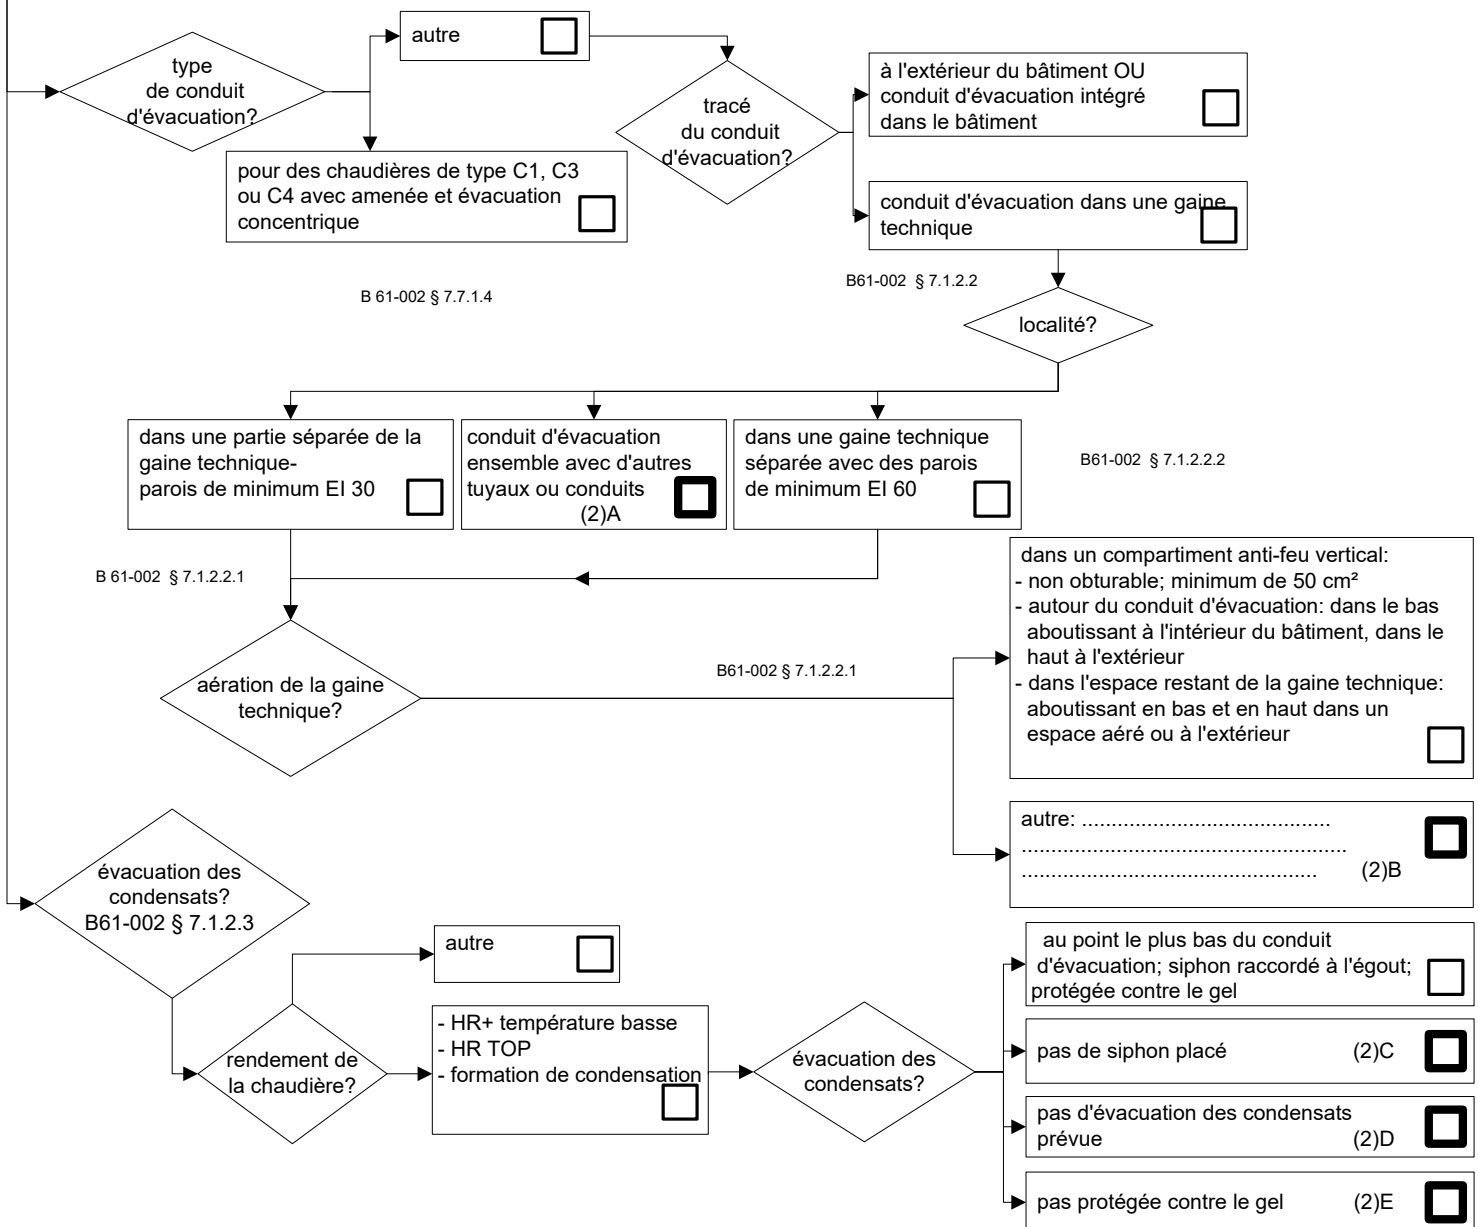 autre
type
de conduit
d'évacuation?
à l'extérieur du bâtiment OU
conduit d'évacuation intégré
dans le bâtiment
tracé
du conduit
d'évacuation?
pour des chaudières de type C1, C3
ou C4 avec amenée et évacuation
concentrique
conduit d'évacuation dans une gaine
technique
B 61-002 § 7.7.1.4
B61-002 § 7.1.2.2
localité?
dans une partie séparée de la
gaine technique-
parois de minimum EI 30
conduit d'évacuation
ensemble avec d'autres
tuyaux ou conduits
(2)A
dans une gaine technique
séparée avec des parois
de minimum EI 60
B61-002 § 7.1.2.2.2
B 61-002 § 7.1.2.2.1
dans un compartiment anti-feu vertical:
- non obturable; minimum de 50 cm²
- autour du conduit d'évacuation: dans le bas
aboutissant à l'intérieur du bâtiment, dans le
haut à l'extérieur
- dans l'espace restant de la gaine technique:
aboutissant en bas et en haut dans un
espace aéré ou à l'extérieur
B61-002 § 7.1.2.2.1
aération de la gaine
technique?
autre: ..........................................
.......................................................
.................................................. (2)B
évacuation des
condensats?
B61-002 § 7.1.2.3
autre
au point le plus bas du conduit
d'évacuation; siphon raccordé à l'égout;
protégée contre le gel
- HR+ température basse
- HR TOP
- formation de condensation
rendement de
la chaudière?
évacuation des
condensats?
pas de siphon placé (2)C
pas d'évacuation des condensats
prévue (2)D
pas protégée contre le gel (2)E